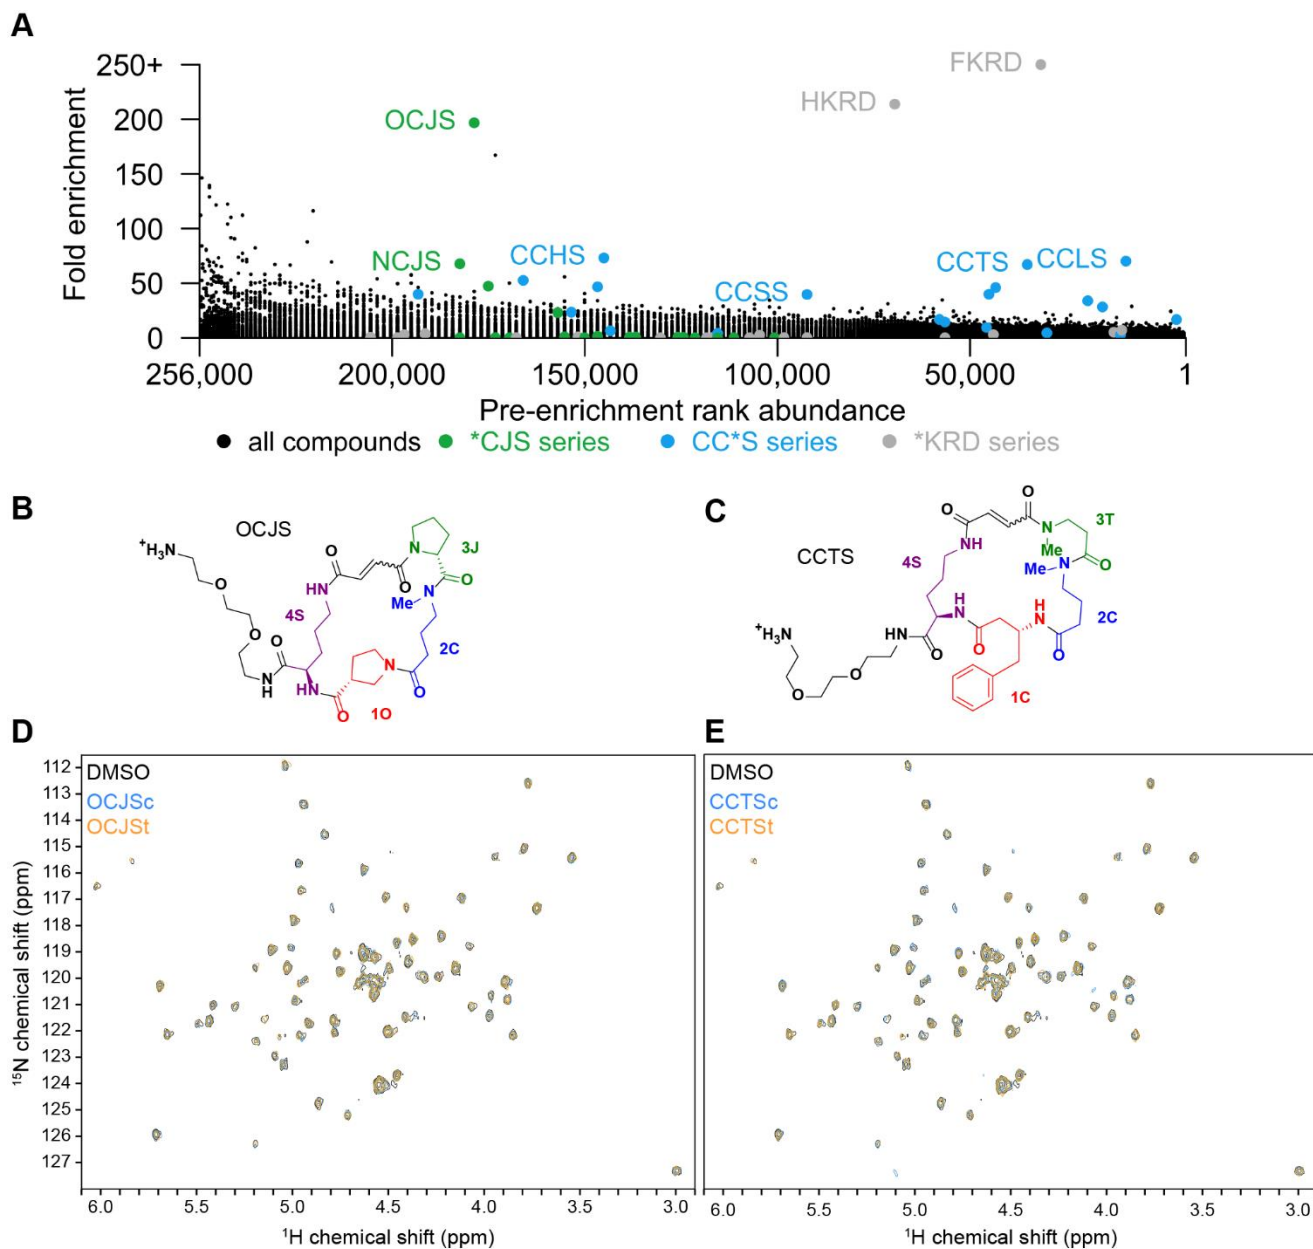 A
Fold enrichment
250+
200
150
100
50
0
FKRD
HKRD
OCJS
NCJS
CCHS
CCSS
CCTS
CCLS
256,000 200,000 150,000 100,000 50,000 1
Pre-enrichment rank abundance
all compounds *CJS series CC*S series *KRD series
B
OCJS
+H3N
O
O
O
NH
4S
O
N
H
HN
O
1O
N
O
2C
Me
N
O
3J
N
O
O
C
CCTS
+H3N
O
O
H
N
O
4S
NH
O
O
N
Me
3T
O
Me
N
2C
O
H
N
1C
O
H
N
D
DMSO
OCJSc
OCJSt
15N chemical shift (ppm)
112
113
114
115
116
117
118
119
120
121
122
123
124
125
126
127
6.0 5.5 5.0 4.5 4.0 3.5 3.0
1H chemical shift (ppm)
E
DMSO
CCTSc
CCTSt
6.0 5.5 5.0 4.5 4.0 3.5 3.0
1H chemical shift (ppm)